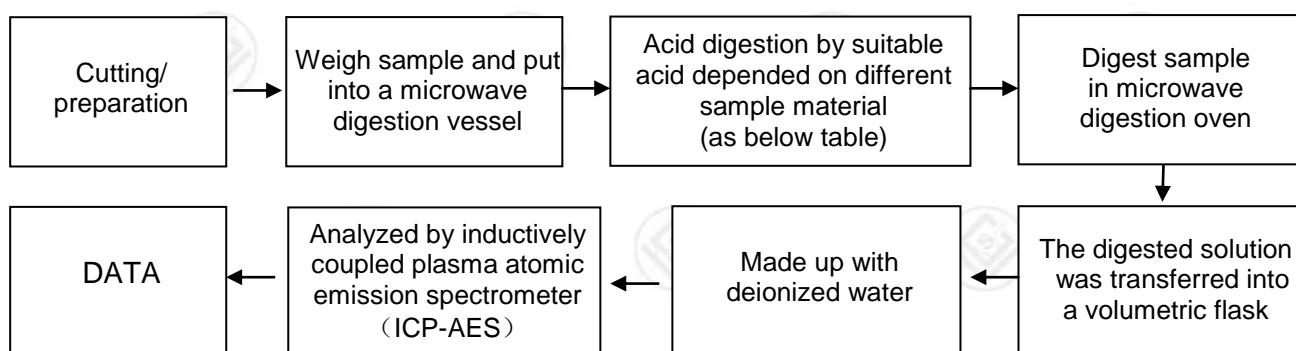 Cutting/
preparation
Weigh sample and put
into a microwave
digestion vessel
Acid digestion by suitable
acid depended on different
sample material
(as below table)
Digest sample
in microwave
digestion oven
The digested solution
was transferred into
a volumetric flask
Made up with
deionized water
Analyzed by inductively
coupled plasma atomic
emission spectrometer
（ICP-AES）
DATA